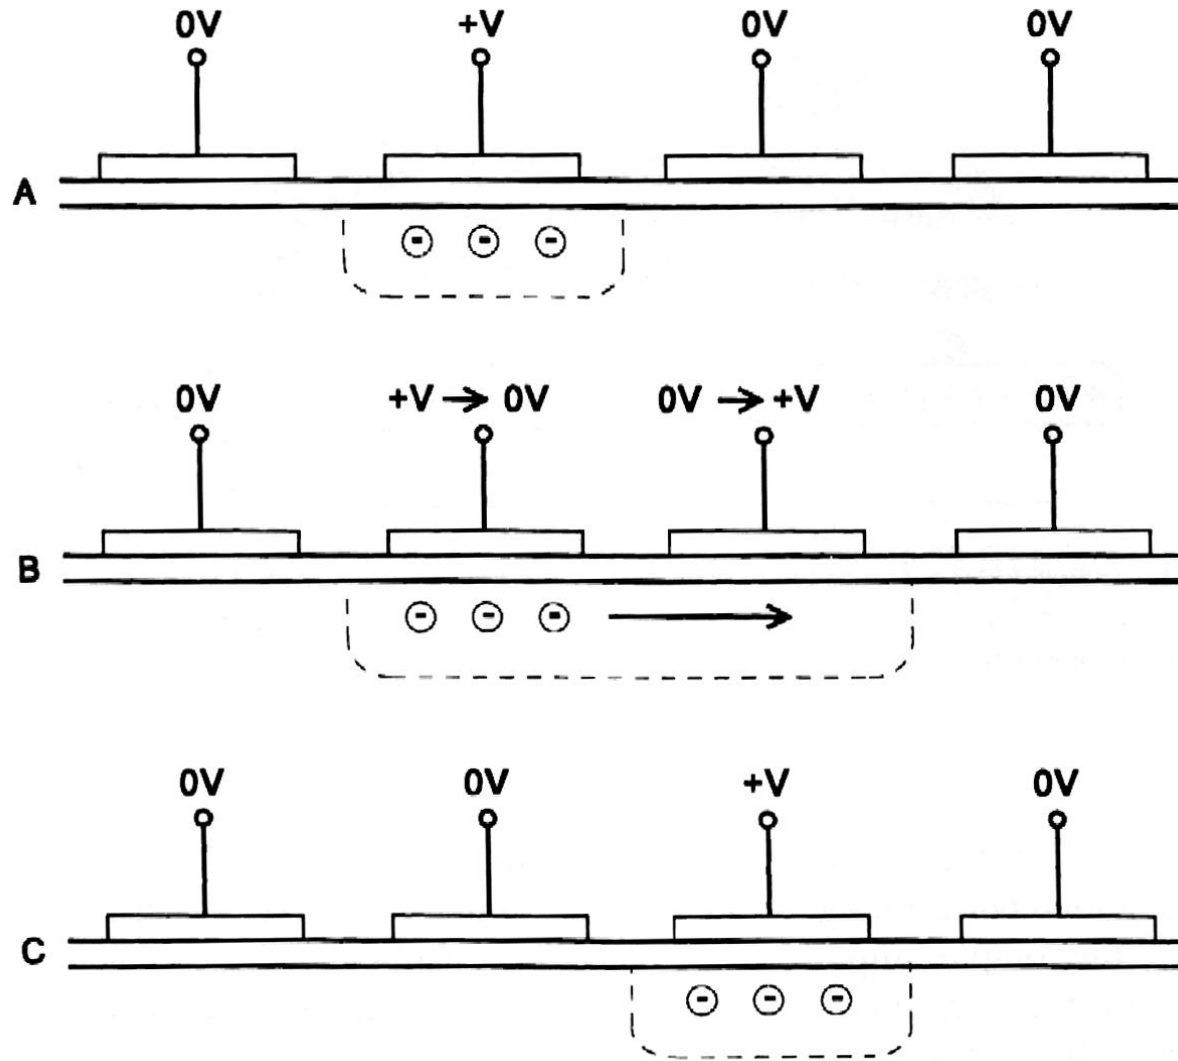 0V +V 0V 0V
A
- - -
0V +V → 0V 0V → +V 0V
B
- - -
0V 0V +V 0V
C
- - -